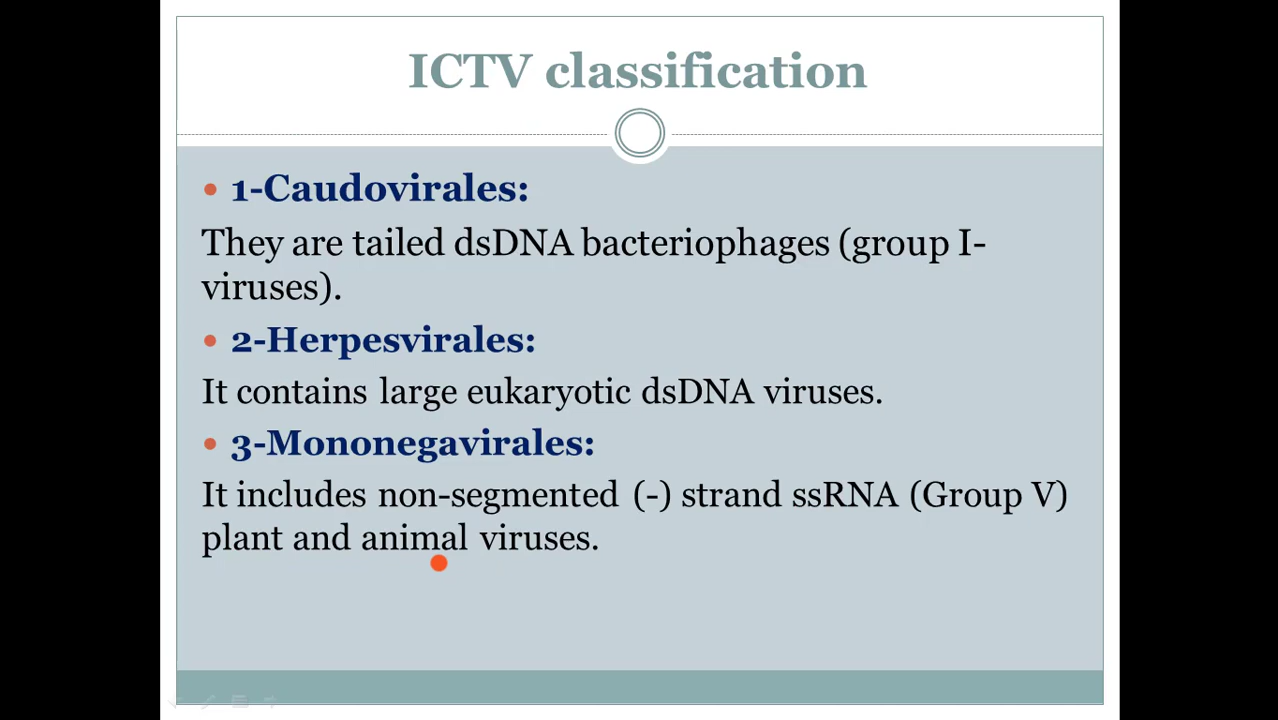 ICTV classification
• 1-Caudovirales:
They are tailed dsDNA bacteriophages (group I-
viruses).
• 2-Herpesvirales:
It contains large eukaryotic dsDNA viruses.
• 3-Mononegavirales:
It includes non-segmented (-) strand ssRNA (Group V)
plant and animal viruses.